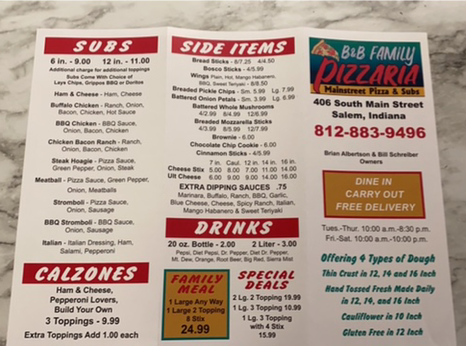 SUBS
6 in. - 9.00 12 in. - 11.00
Additional charge for additional toppings
Subs Come With Choice of
Lays Chips, Grippos BBQ or Doritos
Ham & Cheese - Ham, Cheese
Buffalo Chicken - Ranch, Onion,
Bacon, Chicken, Hot Sauce
BBQ Chicken - BBQ Sauce,
Onion, Bacon, Chicken
Chicken Bacon Ranch - Ranch,
Onion, Bacon, Chicken
Steak Hoagie - Pizza Sauce,
Green Pepper, Onion, Steak
Meatball - Pizza Sauce, Green Pepper,
Onion, Meatballs
Stromboli - Pizza Sauce,
Onion, Sausage
BBQ Stromboli - BBQ Sauce,
Onion, Sausage
Italian - Italian Dressing, Ham,
Salami, Pepperoni
CALZONES
Ham & Cheese,
Pepperoni Lovers,
Build Your Own
3 Toppings - 9.99
Extra Toppings Add 1.00 each
SIDE ITEMS
Bread Sticks - 6/7.25 4/4.50
Bosco Sticks - 4/5.99
Wings Plain, Hot, Mango Habanero,
BBQ, Sweet Teriyaki - 8/8.50
Breaded Pickle Chips - Sm. 5.99 Lg. 7.99
Battered Onion Petals - Sm. 3.99 Lg. 6.99
Battered Whole Mushrooms
4/2.99 8/4.99 12/6.99
Breaded Mozzarella Sticks
4/3.99 8/5.99 12/7.99
Brownie - 6.00
Chocolate Chip Cookie - 6.00
Cinnamon Sticks - 4/5.99
7 in. Caul. 12 in. 14 in. 16 in.
Cheese Stix 5.00 8.00 7.00 11.00 14.00
Ult Cheese 6.00 9.00 9.00 14.00 16.00
EXTRA DIPPING SAUCES .75
Marinara, Buffalo, Ranch, BBQ, Garlic,
Blue Cheese, Cheese, Spicy Ranch, Italian,
Mango Habanero & Sweet Teriyaki
DRINKS
20 oz. Bottle - 2.00 2 Liter - 3.00
Pepsi, Diet Pepsi, Dr. Pepper, Diet Dr. Pepper,
Mt. Dew, Orange, Root Beer, Big Red, Sierra Mist
FAMILY
MEAL
1 Large Any Way
1 Large 2 Topping
8 Stix
24.99
SPECIAL
DEALS
2 Lg. 2 Topping 19.99
1 Lg. 3 Topping 10.99
1 Lg. 3 Topping
with 4 Stix
15.99
B&B FAMILY
PIZZARIA
Mainstreet Pizza & Subs
406 South Main Street
Salem, Indiana
812-883-9496
Brian Albertson & Bill Schreiber
Owners
DINE IN
CARRY OUT
FREE DELIVERY
Tues.-Thur. 10:00 a.m.-8:30 p.m.
Fri.-Sat. 10:00 a.m.-10:00 p.m.
Offering 4 Types of Dough
Thin Crust in 12, 14 and 16 Inch
Hand Tossed Fresh Made Daily
in 12, 14, and 16 Inch
Cauliflower in 10 Inch
Gluten Free in 12 Inch